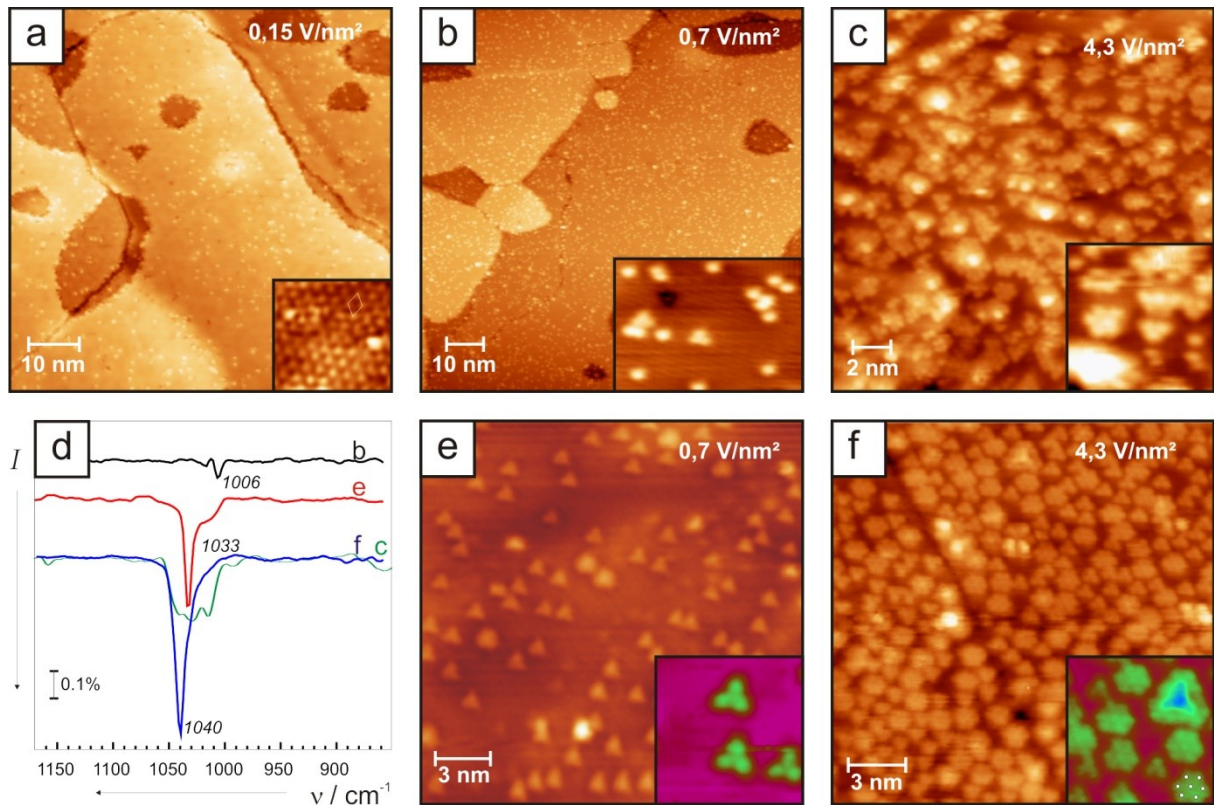 a
0,15 V/nm²
10 nm
b
0,7 V/nm²
10 nm
c
4,3 V/nm²
2 nm
d
I
b
1006
e
1033
f
c
0.1%
1040
1150 1100 1050 1000 950 900
ν / cm⁻¹
e
0,7 V/nm²
3 nm
f
4,3 V/nm²
3 nm